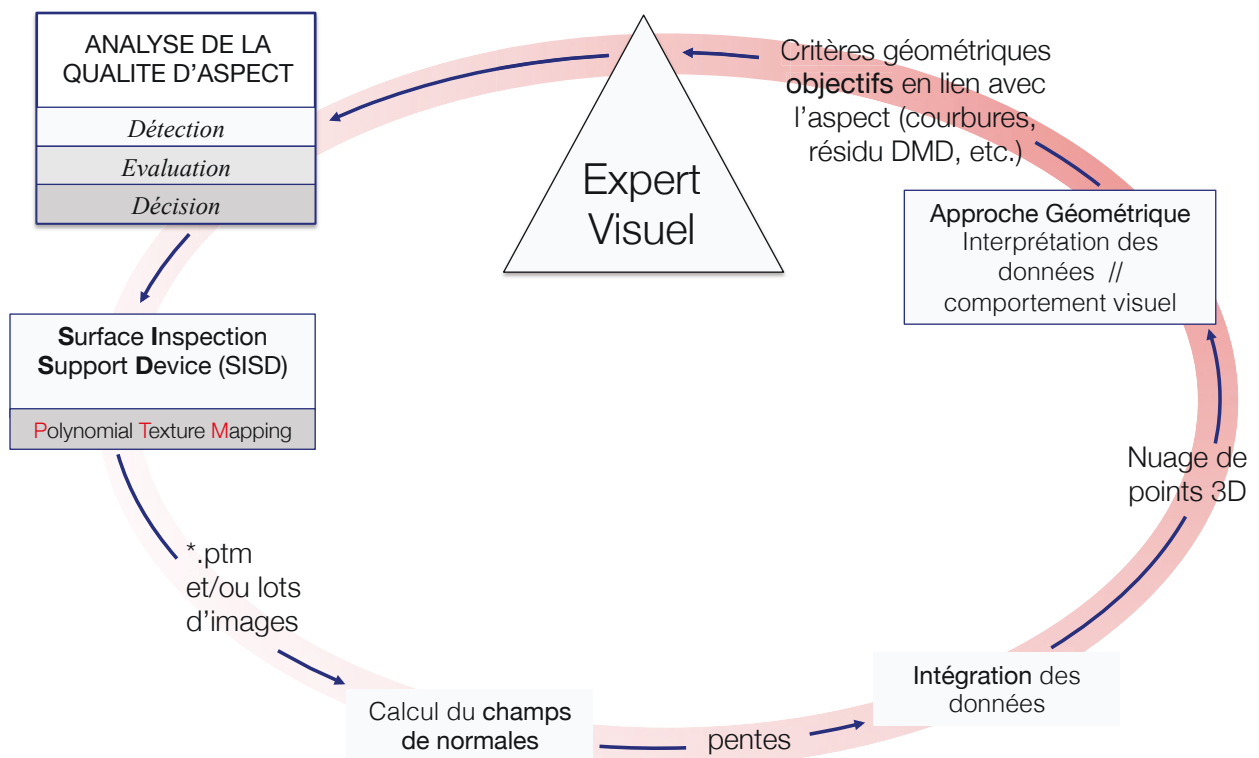 ANALYSE DE LA
QUALITE D'ASPECT
Détection
Evaluation
Décision
Expert
Visuel
Critères géométriques
objectifs en lien avec
l'aspect (courbures,
résidu DMD, etc.)
Approche Géométrique
Interprétation des
données //
comportement visuel
Surface Inspection
Support Device (SISD)
Polynomial Texture Mapping
Nuage de
points 3D
*.ptm
et/ou lots
d'images
Intégration des
données
Calcul du champs
de normales
pentes